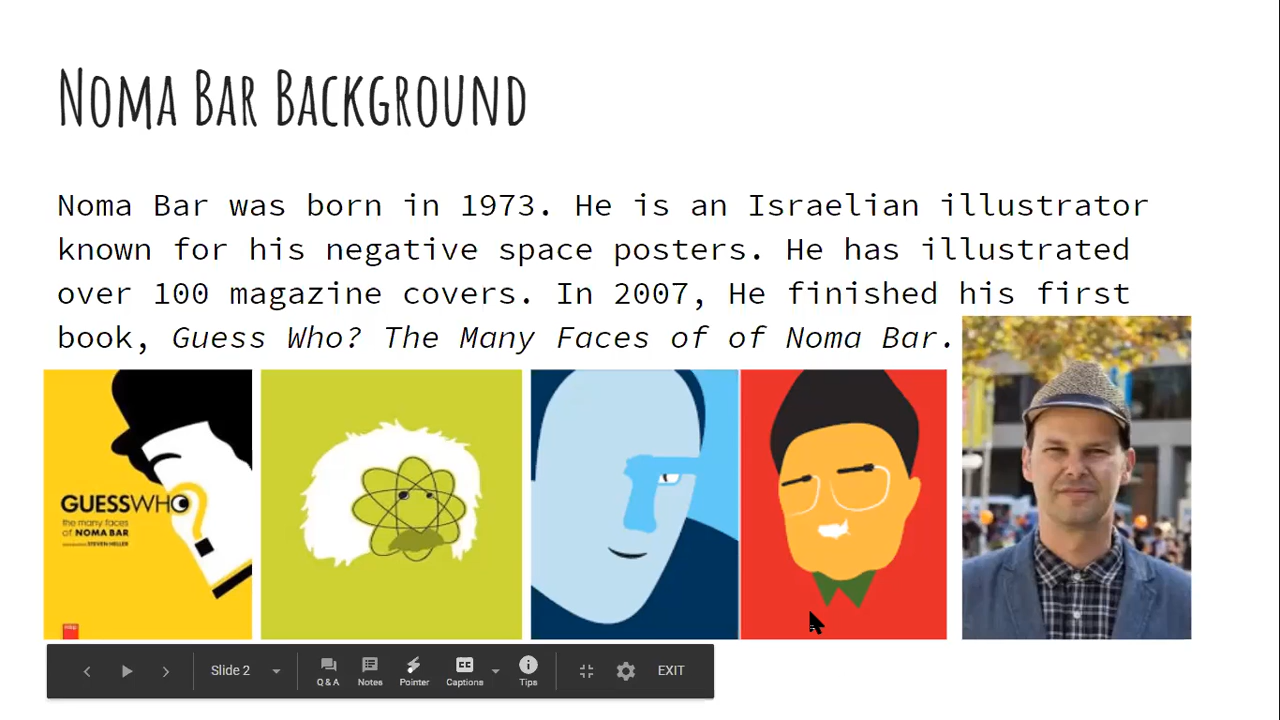 NOMA BAR BACKGROUND
Noma Bar was born in 1973. He is an Israelian illustrator
known for his negative space posters. He has illustrated
over 100 magazine covers. In 2007, He finished his first
book, Guess Who? The Many Faces of of Noma Bar.
GUESSWHO
the many faces
of NOMA BAR
STEVEN HELLER
Slide 2
Q & A
Notes
Pointer
CC
Captions
Tips
EXIT